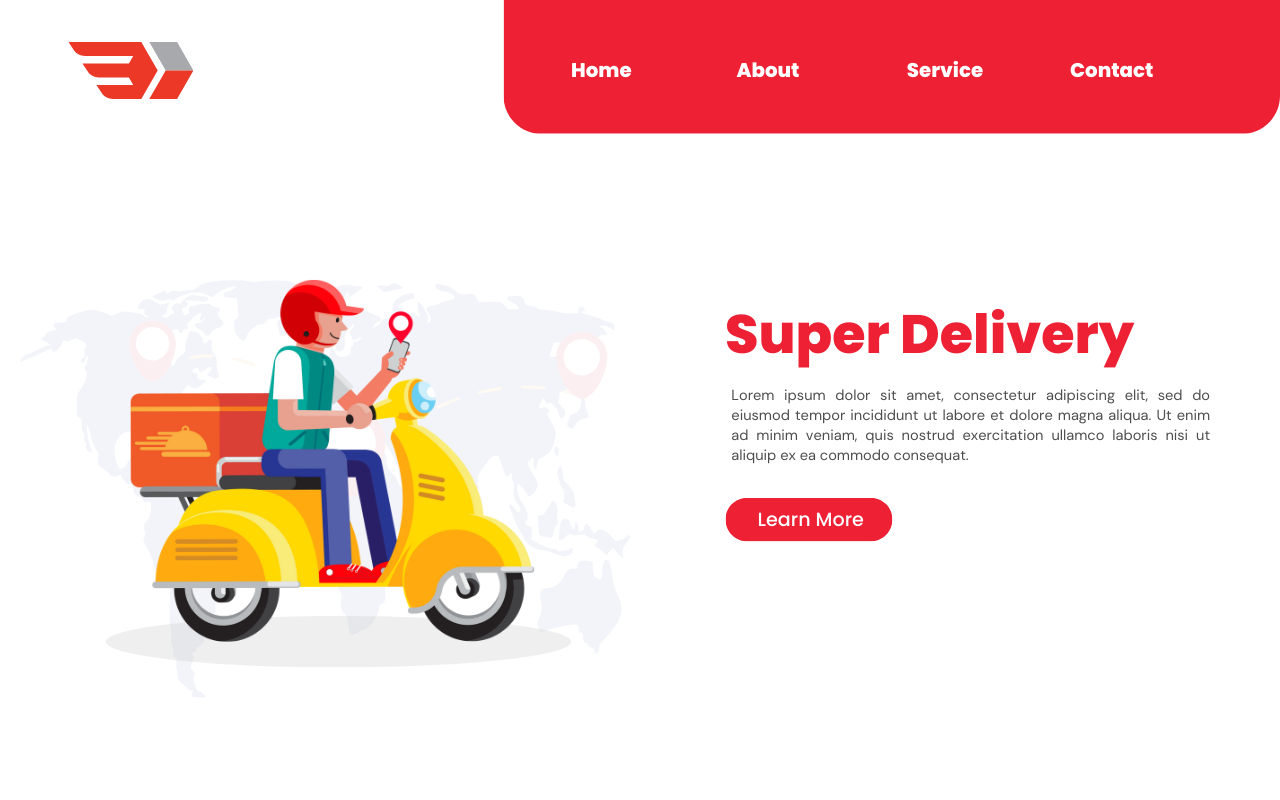 Home About Service Contact
Super Delivery
Lorem ipsum dolor sit amet, consectetur adipiscing elit, sed do
eiusmod tempor incididunt ut labore et dolore magna aliqua. Ut enim
ad minim veniam, quis nostrud exercitation ullamco laboris nisi ut
aliquip ex ea commodo consequat.
Learn More